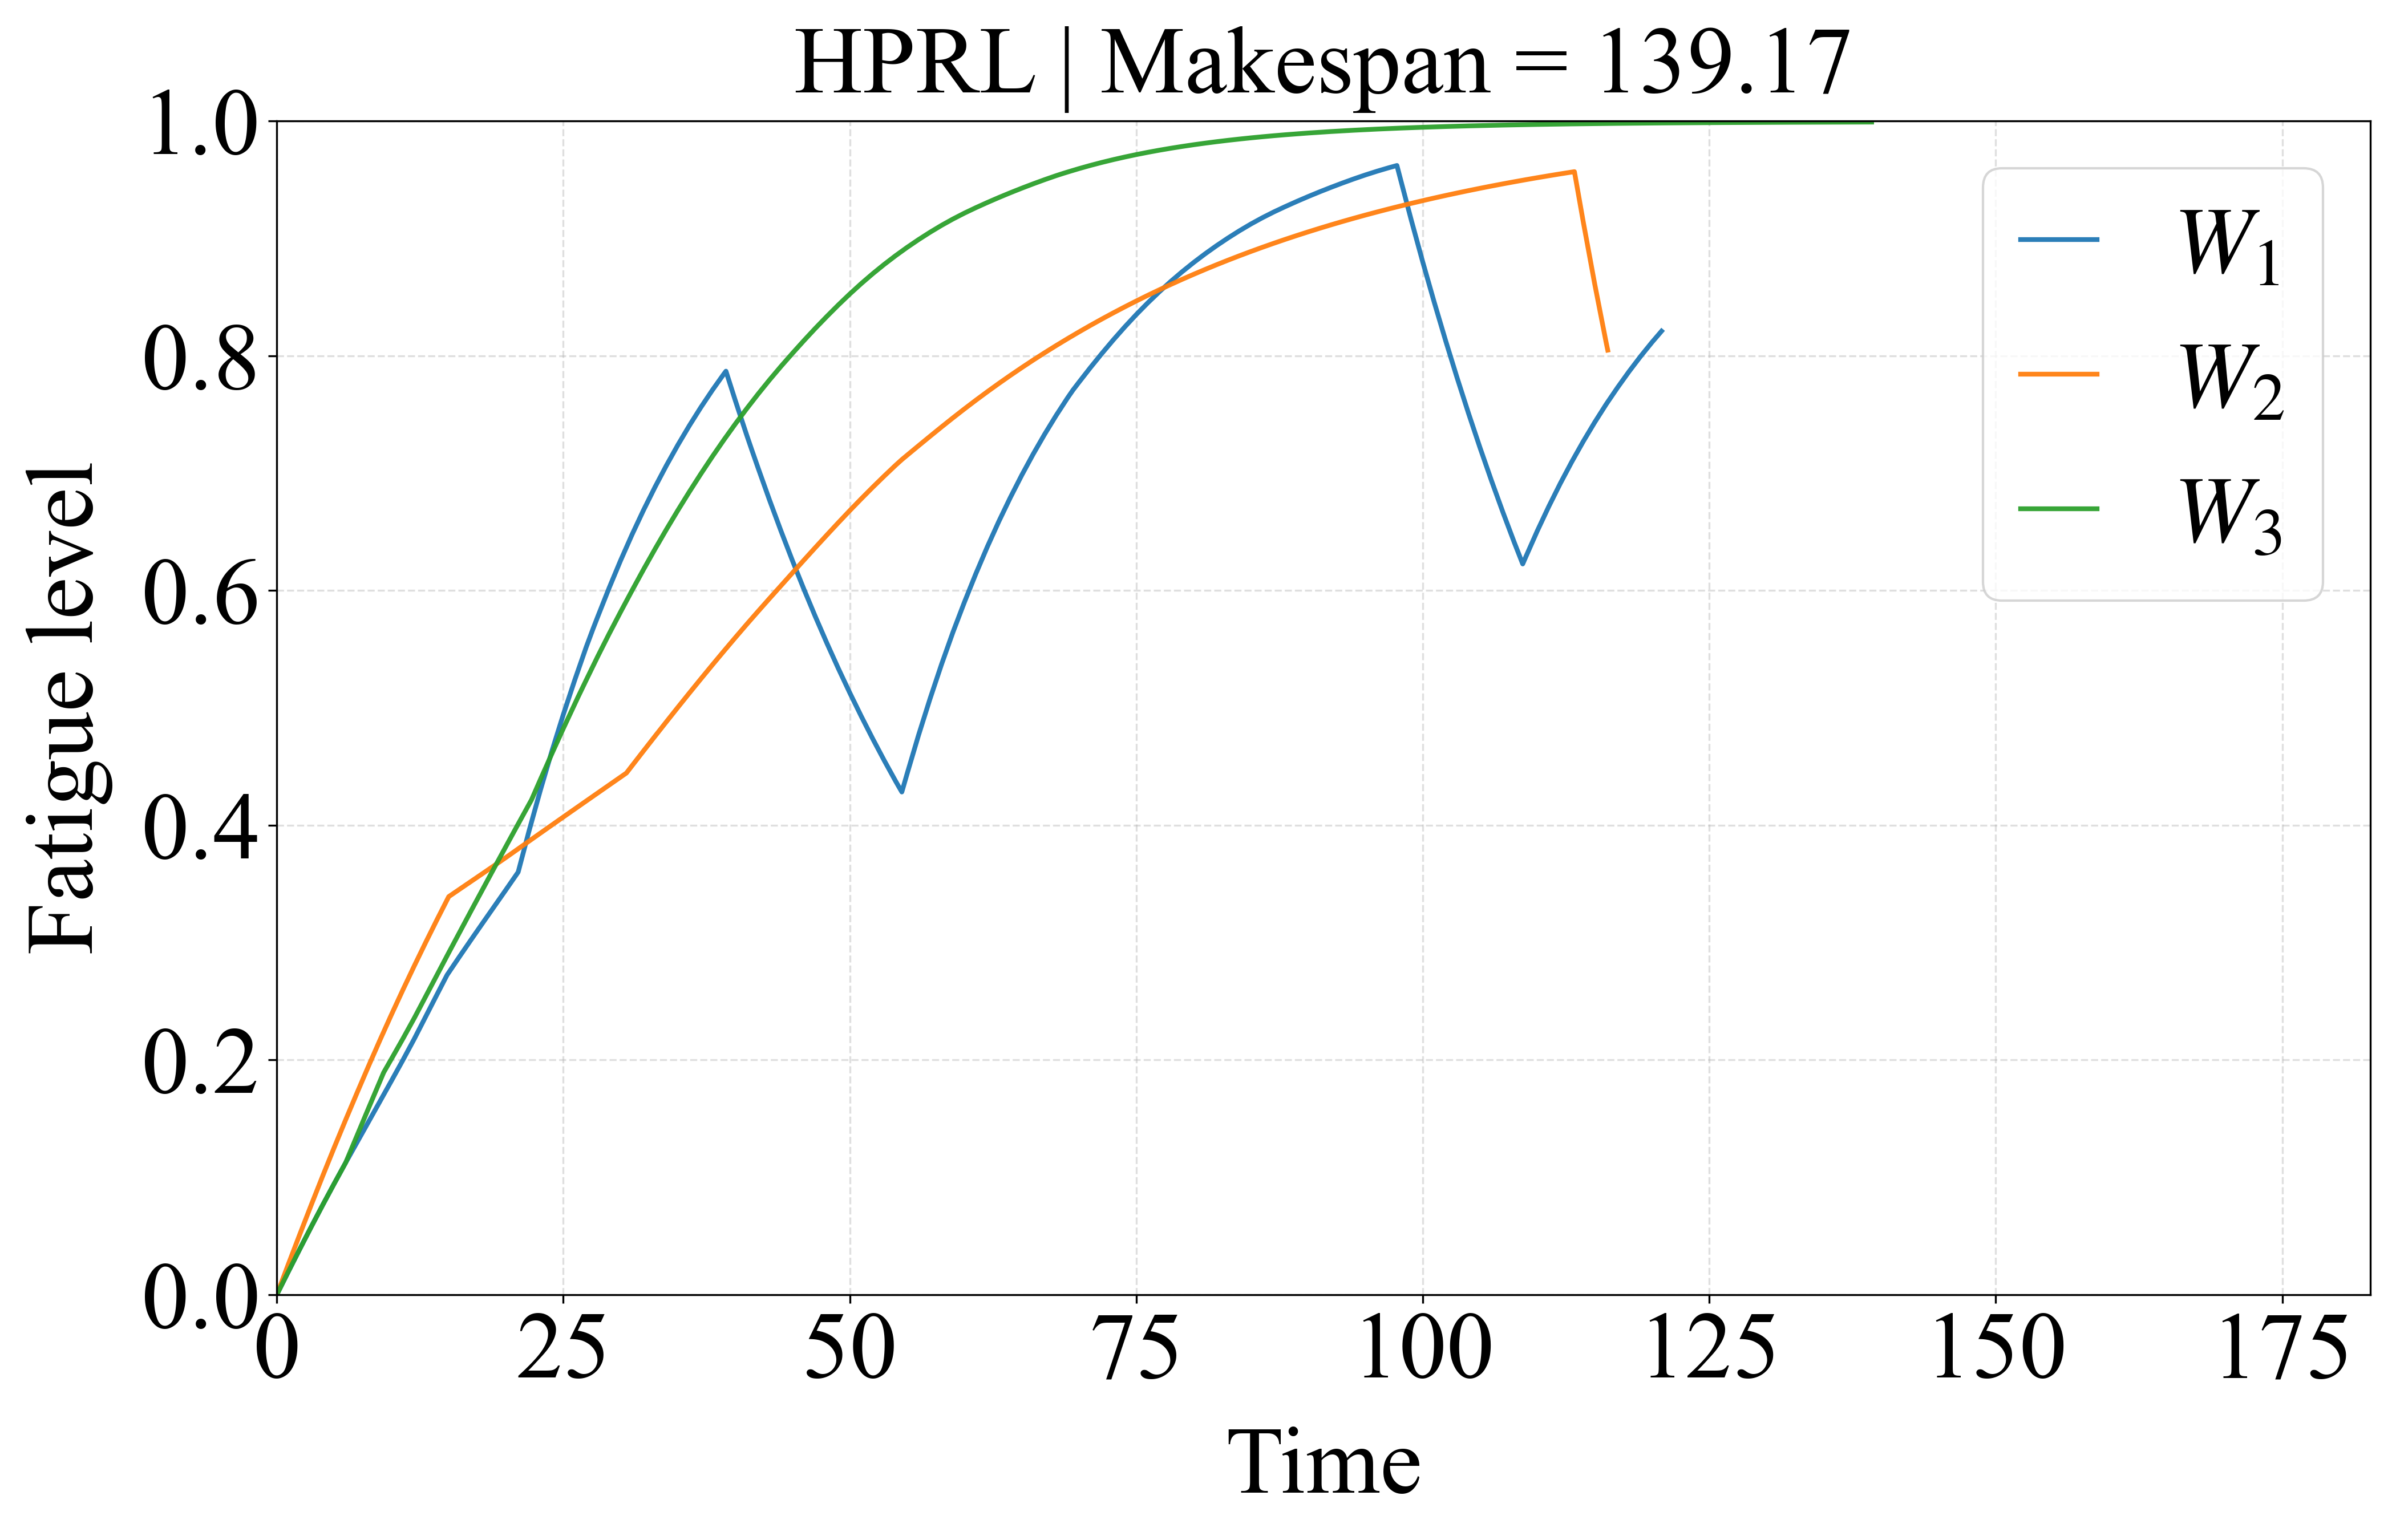 HPRL | Makespan = 139.17
Fatigue level
1.0
0.8
0.6
0.4
0.2
0.0
0 25 50 75 100 125 150 175
Time
W1
W2
W3